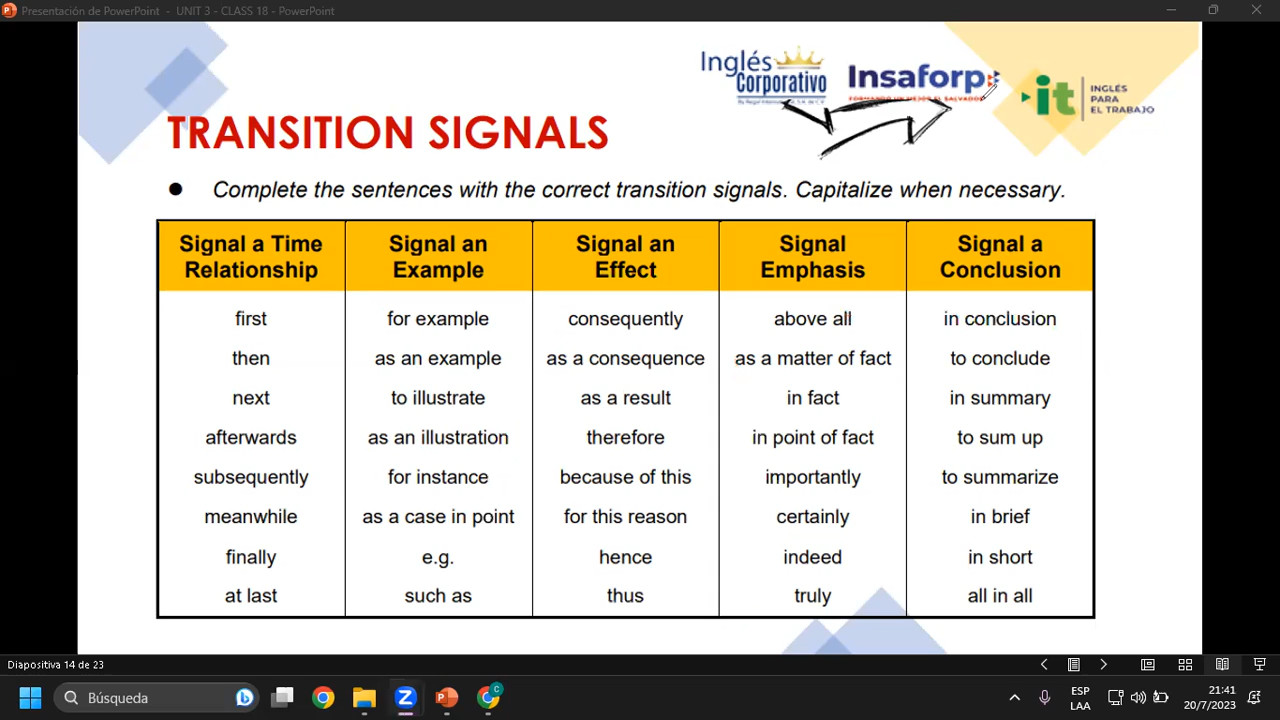 Presentación de PowerPoint - UNIT 3 - CLASS 18 - PowerPoint
Inglés
Corporativo
Insaforp
FORMANDO UN MEJOR EL SALVADOR
it
INGLÉS
PARA
EL TRABAJO
TRANSITION SIGNALS
● Complete the sentences with the correct transition signals. Capitalize when necessary.
Signal a Time Relationship Signal an Example Signal an Effect Signal Emphasis Signal a Conclusion
first for example consequently above all in conclusion
then as an example as a consequence as a matter of fact to conclude
next to illustrate as a result in fact in summary
afterwards as an illustration therefore in point of fact to sum up
subsequently for instance because of this importantly to summarize
meanwhile as a case in point for this reason certainly in brief
finally e.g. hence indeed in short
at last such as thus truly all in all
Diapositiva 14 de 23
Búsqueda
ESP
LAA
21:41
20/7/2023